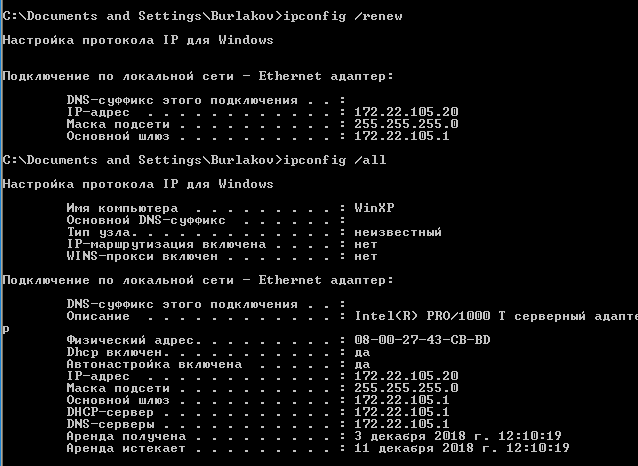 C:\Documents and Settings\Burlakov>ipconfig /renew
Настройка протокола IP для Windows
Подключение по локальной сети - Ethernet адаптер:
DNS-суффикс этого подключения . . :
IP-адрес . . . . . . . . . . . . : 172.22.105.20
Маска подсети . . . . . . . . . . : 255.255.255.0
Основной шлюз . . . . . . . . . . : 172.22.105.1
C:\Documents and Settings\Burlakov>ipconfig /all
Настройка протокола IP для Windows
Имя компьютера . . . . . . . . . : WinXP
Основной DNS-суффикс . . . . . . :
Тип узла. . . . . . . . . . . . . : неизвестный
IP-маршрутизация включена . . . . : нет
WINS-прокси включен . . . . . . . : нет
Подключение по локальной сети - Ethernet адаптер:
DNS-суффикс этого подключения . . :
Описание . . . . . . . . . . . . : Intel(R) PRO/1000 T серверный адапте
р
Физический адрес. . . . . . . . . : 08-00-27-43-CB-BD
Dhcp включен. . . . . . . . . . . : да
Автонастройка включена . . . . . : да
IP-адрес . . . . . . . . . . . . : 172.22.105.20
Маска подсети . . . . . . . . . . : 255.255.255.0
Основной шлюз . . . . . . . . . . : 172.22.105.1
DHCP-сервер . . . . . . . . . . . : 172.22.105.1
DNS-серверы . . . . . . . . . . . : 172.22.105.1
Аренда получена . . . . . . . . . : 3 декабря 2018 г. 12:10:19
Аренда истекает . . . . . . . . . : 11 декабря 2018 г. 12:10:19